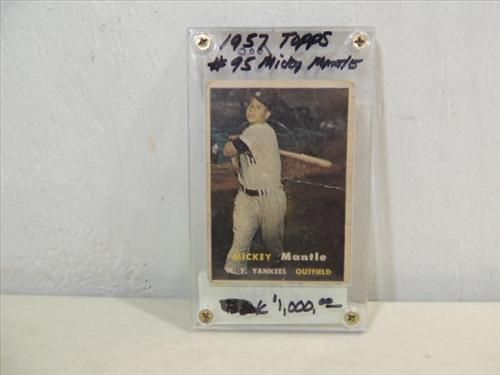 1957 TOPPS
#95 Micky MANTLE
MICKEY Mantle
N. Y. YANKEES OUTFIELD
$1,000.00